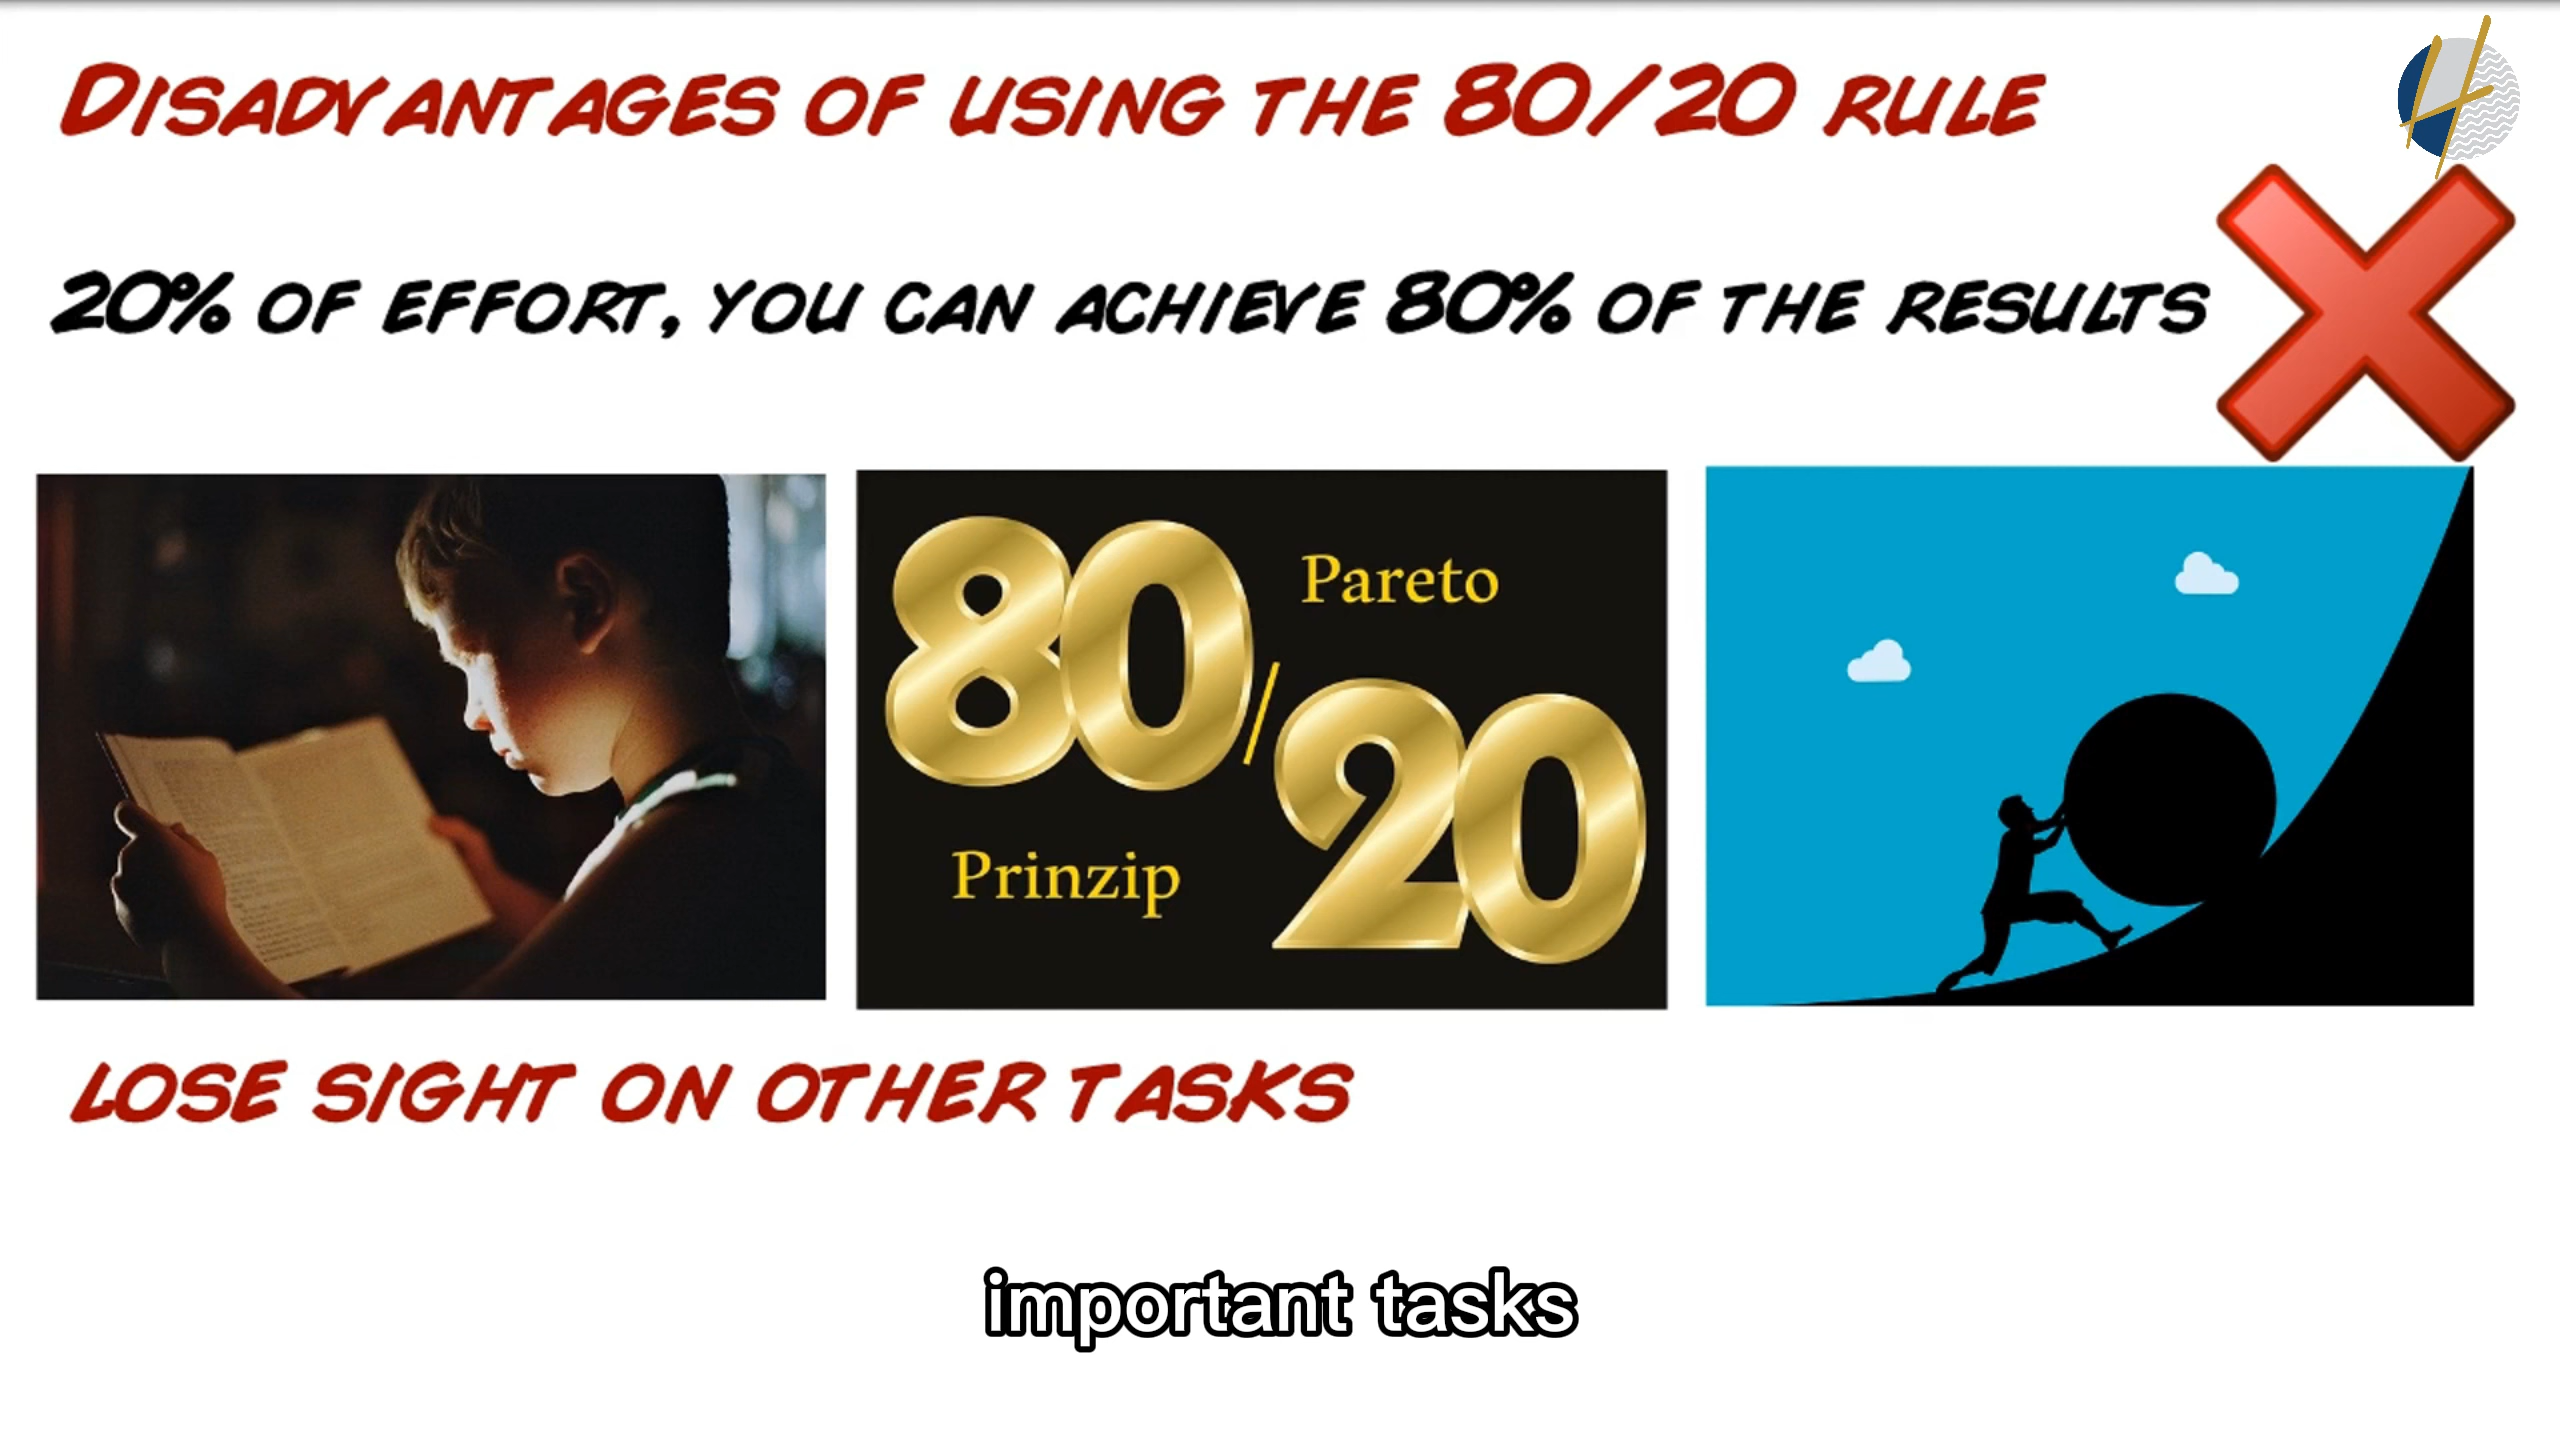 Disadvantages of using the 80/20 rule
20% of effort, you can achieve 80% of the results
80/20
Pareto
Prinzip
lose sight on other tasks
important tasks